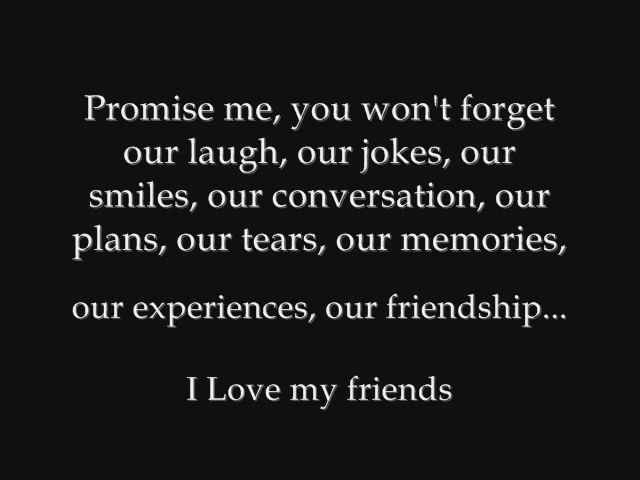 Promise me, you won't forget
our laugh, our jokes, our
smiles, our conversation, our
plans, our tears, our memories,
our experiences, our friendship...
I Love my friends